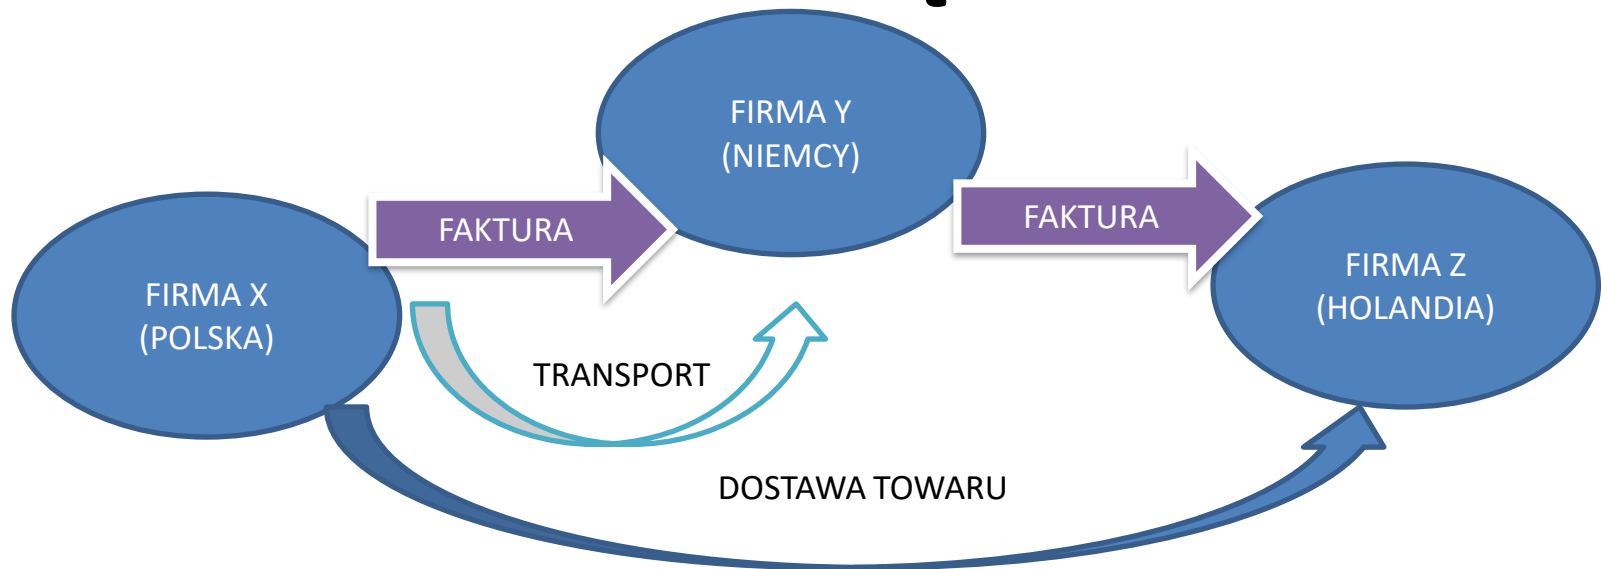 FIRMA Y
(NIEMCY)
FAKTURA
FAKTURA
FIRMA X
(POLSKA)
FIRMA Z
(HOLANDIA)
TRANSPORT
DOSTAWA TOWARU